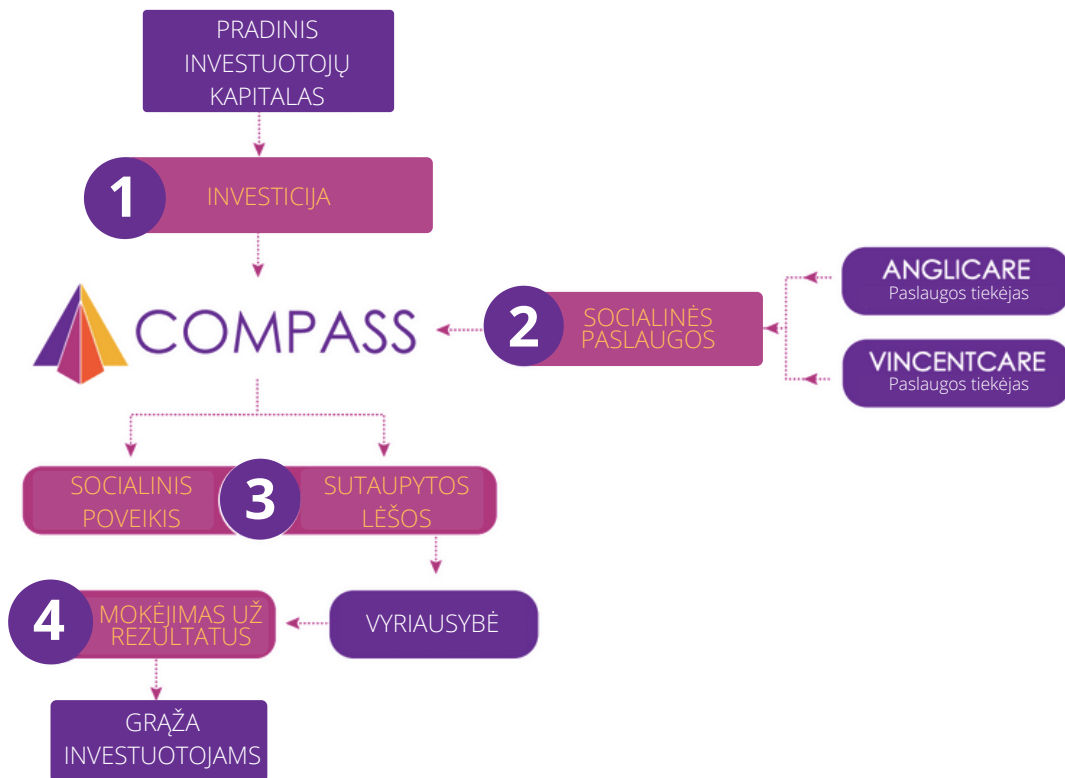 PRADINIS
INVESTUOTOJŲ
KAPITALAS
1
INVESTICIJA
COMPASS
2
SOCIALINĖS
PASLAUGOS
ANGLICARE
Paslaugos tiekėjas
VINCENTCARE
Paslaugos tiekėjas
SOCIALINIS
POVEIKIS
3
SUTAUPYTOS
LĖŠOS
4
MOKĖJIMAS UŽ
REZULTATUS
VYRIAUSYBĖ
GRĄŽA
INVESTUOTOJAMS